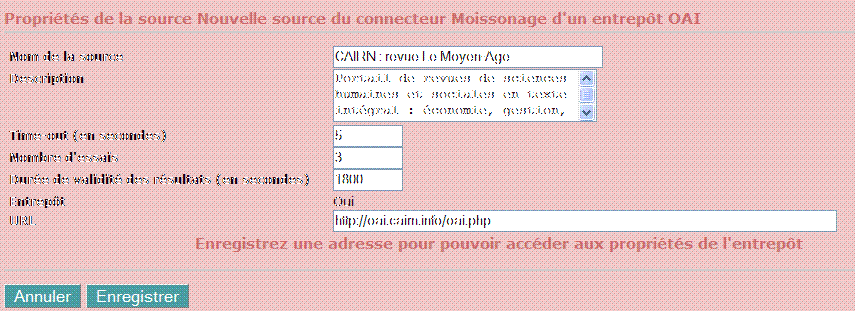 Propriétés de la source Nouvelle source du connecteur Moissonage d'un entrepôt OAI
Nom de la source CAIRN : revue Le Moyen-Age
Description Portail de revues de sciences
humaines et sociales en texte
intégral : économie, gestion,
Time-out (en secondes) 5
Nombre d'essais 3
Durée de validité des résultats (en secondes) 1800
Entrepôt Oui
URL http://oai.cairn.info/oai.php
Enregistrez une adresse pour pouvoir accéder aux propriétés de l'entrepôt
Annuler Enregistrer